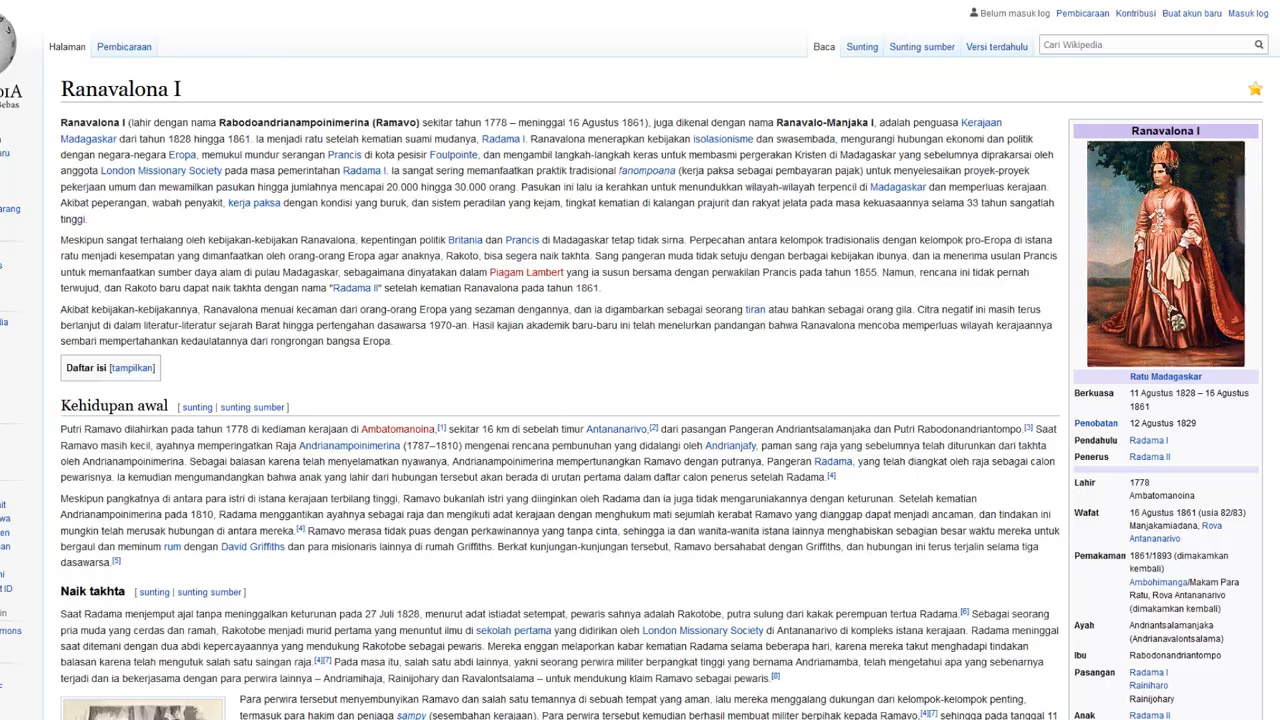 Belum masuk log Pembicaraan Kontribusi Buat akun baru Masuk log
Halaman Pembicaraan Baca Sunting Sunting sumber Versi terdahulu Cari Wikipedia
Ranavalona I
Ranavalona I (lahir dengan nama Rabodoandrianampoinimerina (Ramavo) sekitar tahun 1778 – meninggal 16 Agustus 1861), juga dikenal dengan nama Ranavalo-Manjaka I, adalah penguasa Kerajaan
Madagaskar dari tahun 1828 hingga 1861. Ia menjadi ratu setelah kematian suami mudanya, Radama I. Ranavalona menerapkan kebijakan isolasionisme dan swasembada, mengurangi hubungan ekonomi dan politik
dengan negara-negara Eropa, memukul mundur serangan Prancis di kota pesisir Foulpointe, dan mengambil langkah-langkah keras untuk membasmi pergerakan Kristen di Madagaskar yang sebelumnya diprakarsai oleh
anggota London Missionary Society pada masa pemerintahan Radama I. Ia sangat sering memanfaatkan praktik tradisional fanompoana (kerja paksa sebagai pembayaran pajak) untuk menyelesaikan proyek-proyek
pekerjaan umum dan mewamilkan pasukan hingga jumlahnya mencapai 20.000 hingga 30.000 orang. Pasukan ini lalu ia kerahkan untuk menundukkan wilayah-wilayah terpencil di Madagaskar dan memperluas kerajaan.
Akibat peperangan, wabah penyakit, kerja paksa dengan kondisi yang buruk, dan sistem peradilan yang kejam, tingkat kematian di kalangan prajurit dan rakyat jelata pada masa kekuasaannya selama 33 tahun sangatlah
tinggi.
Meskipun sangat terhalang oleh kebijakan-kebijakan Ranavalona, kepentingan politik Britania dan Prancis di Madagaskar tetap tidak sirna. Perpecahan antara kelompok tradisionalis dengan kelompok pro-Eropa di istana
ratu menjadi kesempatan yang dimanfaatkan oleh orang-orang Eropa agar anaknya, Rakoto, bisa segera naik takhta. Sang pangeran muda tidak setuju dengan berbagai kebijakan ibunya, dan ia menerima usulan Prancis
untuk memanfaatkan sumber daya alam di pulau Madagaskar, sebagaimana dinyatakan dalam Piagam Lambert yang ia susun bersama dengan perwakilan Prancis pada tahun 1855. Namun, rencana ini tidak pernah
terwujud, dan Rakoto baru dapat naik takhta dengan nama "Radama II" setelah kematian Ranavalona pada tahun 1861.
Akibat kebijakan-kebijakannya, Ranavalona menuai kecaman dari orang-orang Eropa yang sezaman dengannya, dan ia digambarkan sebagai seorang tiran atau bahkan sebagai orang gila. Citra negatif ini masih terus
berlanjut di dalam literatur-literatur sejarah Barat hingga pertengahan dasawarsa 1970-an. Hasil kajian akademik baru-baru ini telah menelurkan pandangan bahwa Ranavalona mencoba memperluas wilayah kerajaannya
sembari mempertahankan kedaulatannya dari rongrongan bangsa Eropa.
Daftar isi [tampilkan]
Kehidupan awal [ sunting | sunting sumber ]
Putri Ramavo dilahirkan pada tahun 1778 di kediaman kerajaan di Ambatomanoina,[1] sekitar 16 km di sebelah timur Antananarivo,[2] dari pasangan Pangeran Andriantsalamanjaka dan Putri Rabodonandriantompo.[3] Saat
Ramavo masih kecil, ayahnya memperingatkan Raja Andrianampoinimerina (1787–1810) mengenai rencana pembunuhan yang didalangi oleh Andrianjafy, paman sang raja yang sebelumnya telah diturunkan dari takhta
oleh Andrianampoinimerina. Sebagai balasan karena telah menyelamatkan nyawanya, Andrianampoinimerina mempertunangkan Ramavo dengan putranya, Pangeran Radama, yang telah diangkat oleh raja sebagai calon
pewarisnya. Ia kemudian mengumandangkan bahwa anak yang lahir dari hubungan tersebut akan berada di urutan pertama dalam daftar calon penerus setelah Radama.[4]
Meskipun pangkatnya di antara para istri di istana kerajaan terbilang tinggi, Ramavo bukanlah istri yang diinginkan oleh Radama dan ia juga tidak mengaruniakannya dengan keturunan. Setelah kematian
Andrianampoinimerina pada 1810, Radama menggantikan ayahnya sebagai raja dan mengikuti adat kerajaan dengan menghukum mati sejumlah kerabat Ramavo yang dianggap dapat menjadi ancaman, dan tindakan ini
mungkin telah merusak hubungan di antara mereka.[4] Ramavo merasa tidak puas dengan perkawinannya yang tanpa cinta, sehingga ia dan wanita-wanita istana lainnya menghabiskan sebagian besar waktu mereka untuk
bergaul dan meminum rum dengan David Griffiths dan para misionaris lainnya di rumah Griffiths. Berkat kunjungan-kunjungan tersebut, Ramavo bersahabat dengan Griffiths, dan hubungan ini terus terjalin selama tiga
dasawarsa.[5]
Naik takhta [ sunting | sunting sumber ]
Saat Radama menjemput ajal tanpa meninggalkan keturunan pada 27 Juli 1828, menurut adat istiadat setempat, pewaris sahnya adalah Rakotobe, putra sulung dari kakak perempuan tertua Radama.[6] Sebagai seorang
pria muda yang cerdas dan ramah, Rakotobe menjadi murid pertama yang menuntut ilmu di sekolah pertama yang didirikan oleh London Missionary Society di Antananarivo di kompleks istana kerajaan. Radama meninggal
saat ditemani dengan dua abdi kepercayaannya yang mendukung Rakotobe sebagai pewaris. Mereka enggan melaporkan kabar kematian Radama selama beberapa hari, karena mereka takut menghadapi tindakan
balasan karena telah mengutuk salah satu saingan raja.[4][7] Pada masa itu, salah satu abdi lainnya, yakni seorang perwira militer berpangkat tinggi yang bernama Andriamamba, telah mengetahui apa yang sebenarnya
terjadi dan ia bekerjasama dengan para perwira lainnya – Andriamihaja, Rainijohary dan Ravalontsalama – untuk mendukung klaim Ramavo sebagai pewaris.[8]
Para perwira tersebut menyembunyikan Ramavo dan salah satu temannya di sebuah tempat yang aman, lalu mereka menggalang dukungan dari kelompok-kelompok penting,
termasuk para hakim dan penjaga sampy (sesembahan kerajaan). Para perwira tersebut kemudian berhasil membuat militer berpihak kepada Ramavo,[4][7] sehingga pada tanggal 11
Ranavalona I
Ratu Madagaskar
Berkuasa 11 Agustus 1828 – 16 Agustus
1861
Penobatan 12 Agustus 1829
Pendahulu Radama I
Penerus Radama II
Lahir 1778
Ambatomanoina
Wafat 16 Agustus 1861 (usia 82/83)
Manjakamiadana, Rova
Antananarivo
Pemakaman 1861/1893 (dimakamkan
kembali)
Ambohimanga/Makam Para
Ratu, Rova Antananarivo
(dimakamkan kembali)
Ayah Andriantsalamanjaka
(Andrianavalontsalama)
Ibu Rabodonandriantompo
Pasangan Radama I
Rainiharo
Rainijohary
Anak Radama II